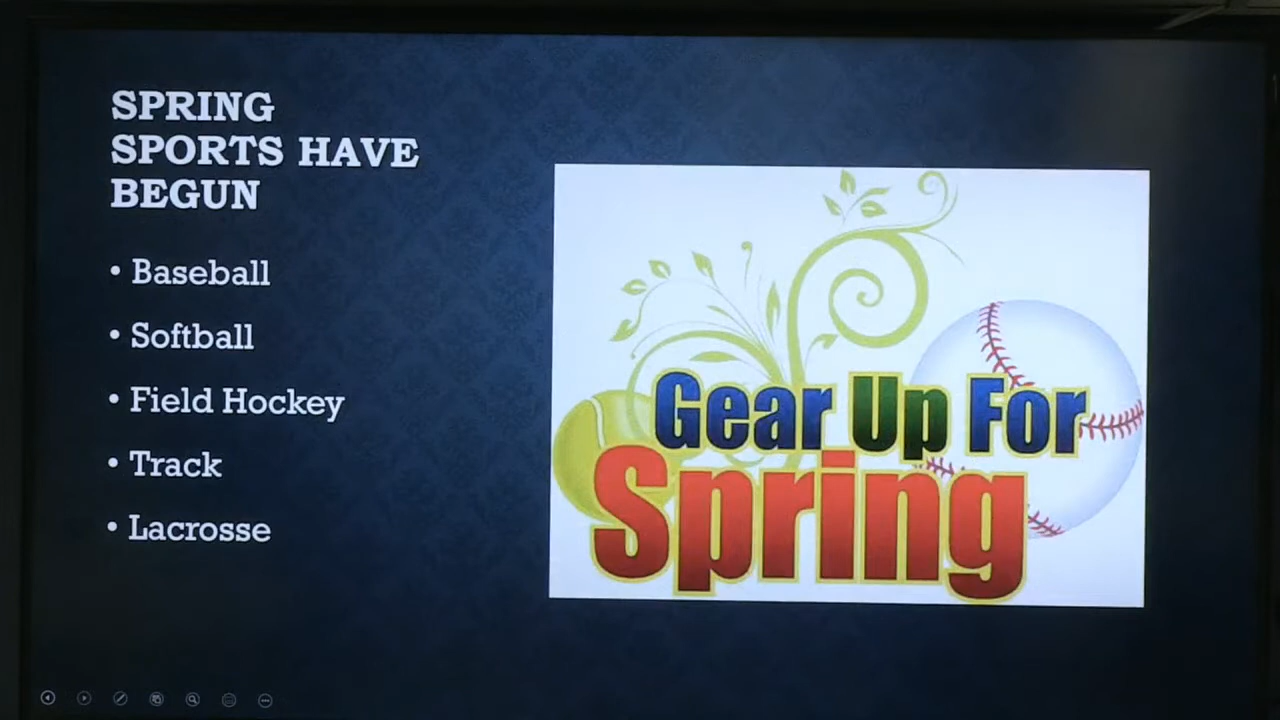 SPRING
SPORTS HAVE
BEGUN
• Baseball
• Softball
• Field Hockey
• Track
• Lacrosse
Gear Up For
Spring